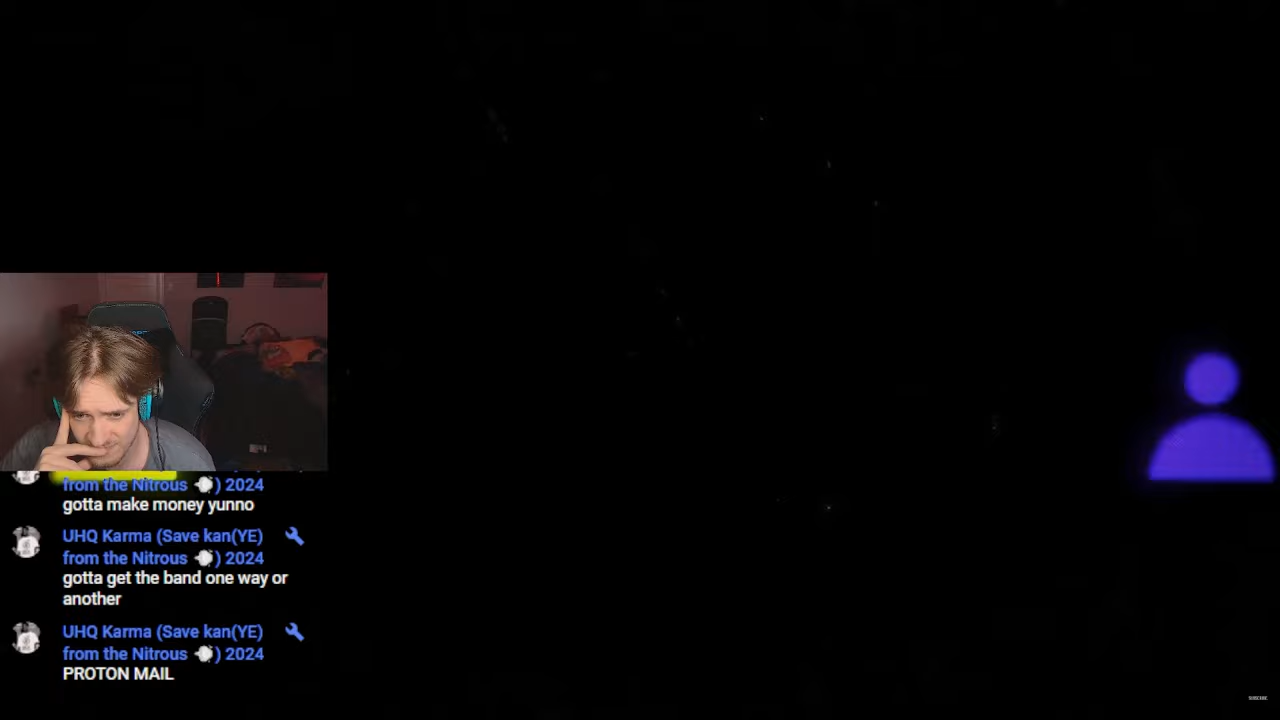 from the Nitrous 🗨) 2024
gotta make money yunno
UHQ Karma (Save kan(YE)
from the Nitrous 🗨) 2024
gotta get the band one way or
another
UHQ Karma (Save kan(YE)
from the Nitrous 🗨) 2024
PROTON MAIL
SUBSCRIBE